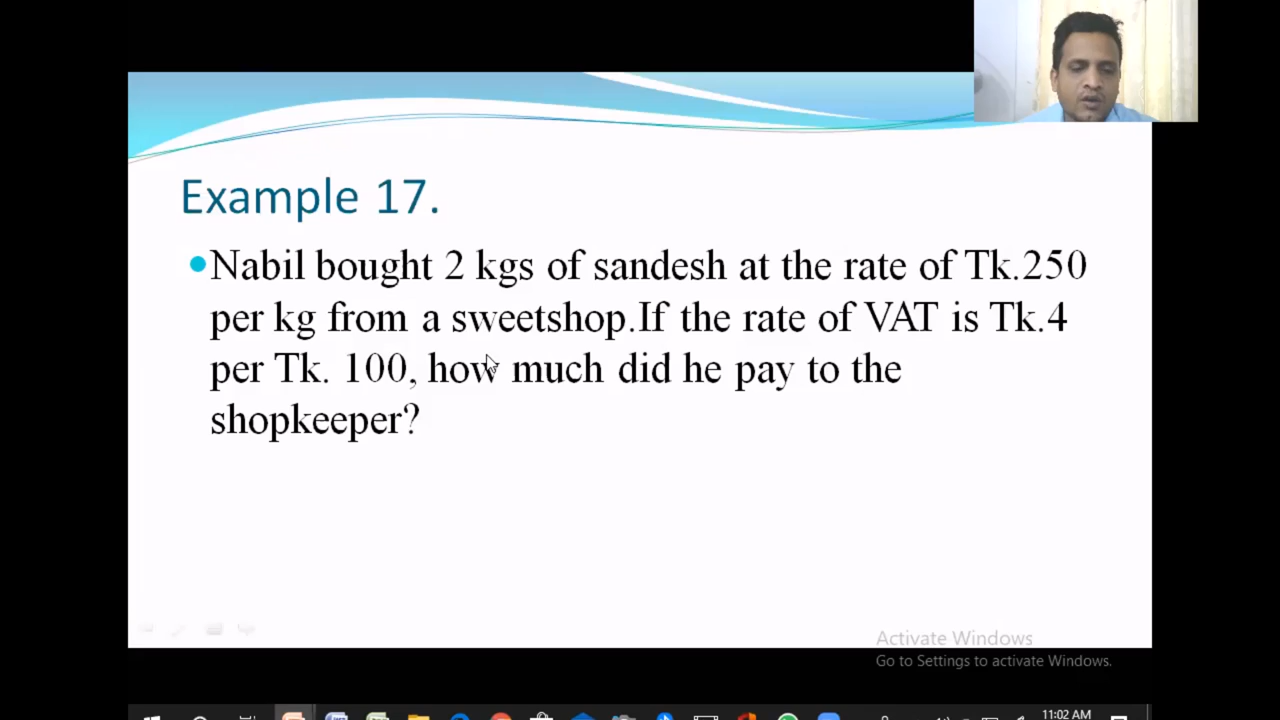 Example 17.
•Nabil bought 2 kgs of sandesh at the rate of Tk.250
per kg from a sweetshop.If the rate of VAT is Tk.4
per Tk. 100, how much did he pay to the
shopkeeper?
Activate Windows
Go to Settings to activate Windows.
11:02 AM